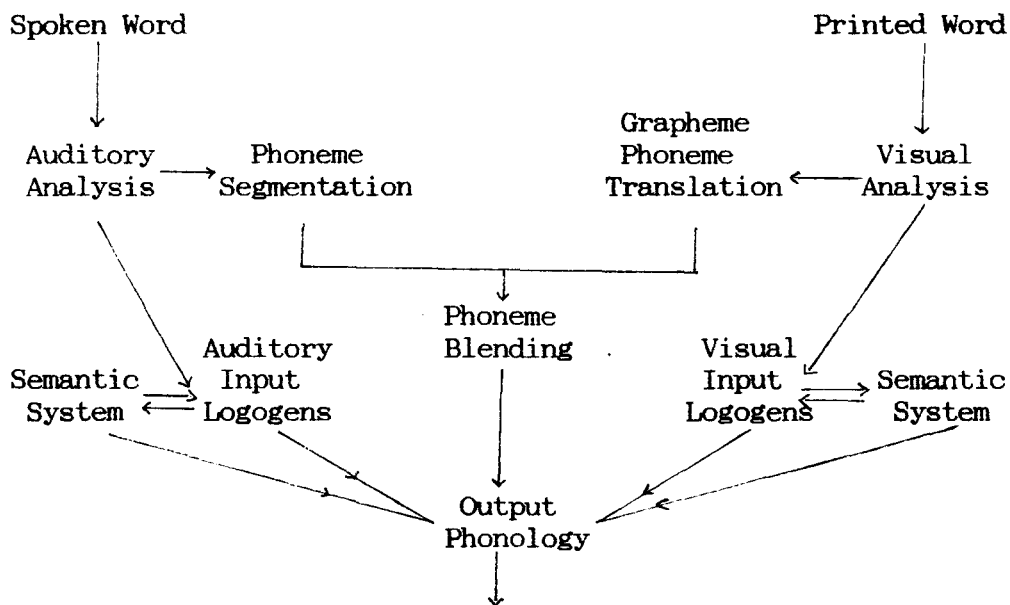 Spoken Word
Printed Word
Auditory
Analysis
Phoneme
Segmentation
Grapheme
Phoneme
Translation
Visual
Analysis
Phoneme
Blending
Semantic
System
Auditory
Input
Logogens
Visual
Input
Logogens
Semantic
System
Output
Phonology